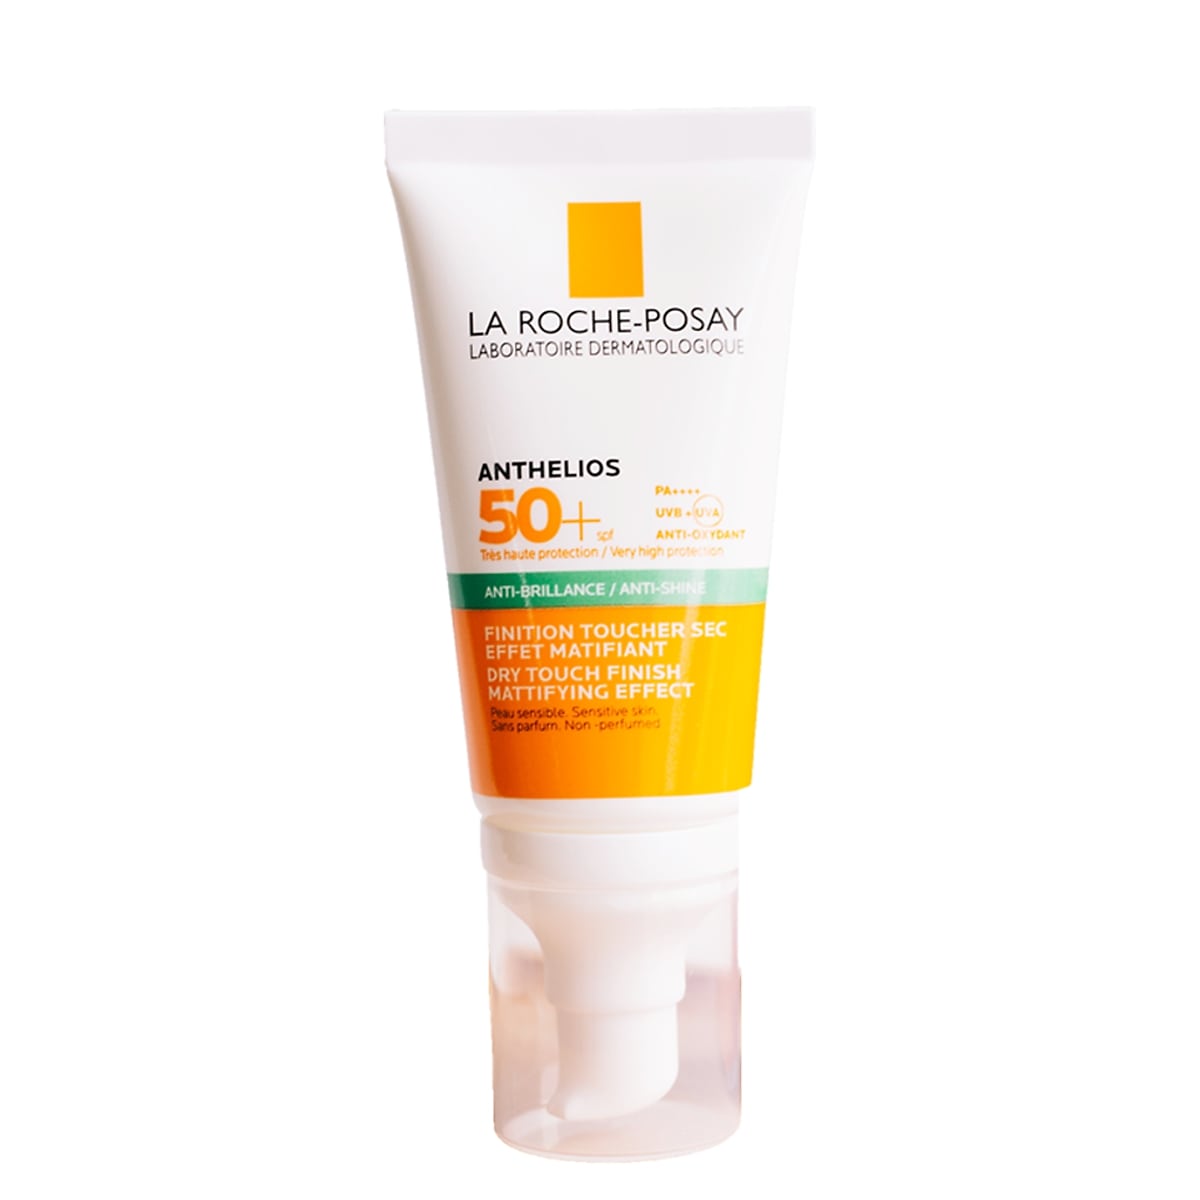 LA ROCHE-POSAY
LABORATOIRE DERMATOLOGIQUE
ANTHELIOS
50+ spf
PA++++
UVB + UVA
ANTI-OXYDANT
Très haute protection / Very high protection
ANTI-BRILLANCE / ANTI-SHINE
FINITION TOUCHER SEC
EFFET MATIFIANT
DRY TOUCH FINISH
MATTIFYING EFFECT
Peau sensible. Sensitive skin.
Sans parfum. Non -perfumed.